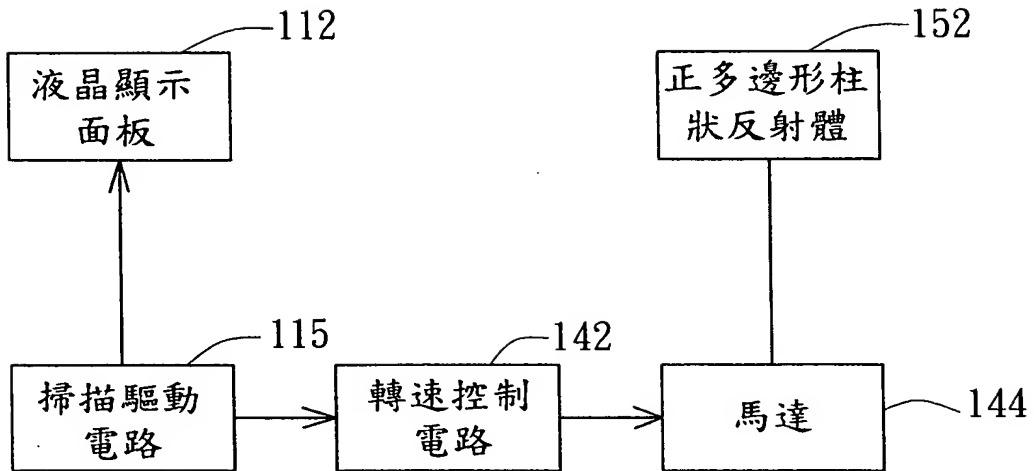 112
液晶顯示
面板
152
正多邊形柱
狀反射體
115
掃描驅動
電路
142
轉速控制
電路
馬達
144